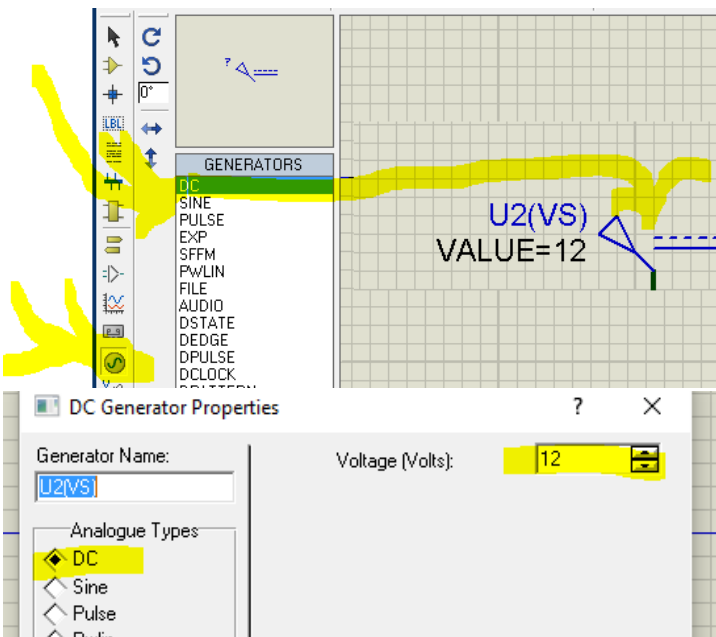 ?
0°
LBL
GENERATORS
DC
SINE
PULSE
EXP
SFFM
PWLIN
FILE
AUDIO
DSTATE
DEDGE
DPULSE
DCLOCK
U2(VS)
VALUE=12
DC Generator Properties
?
Generator Name:
U2(VS)
Voltage (Volts):
12
Analogue Types
DC
Sine
Pulse